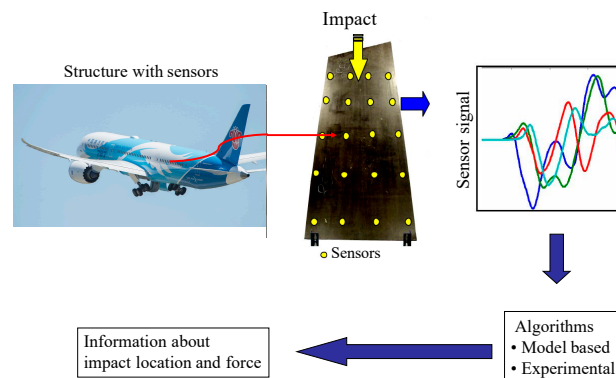 Impact
Structure with sensors
Sensor signal
Sensors
Algorithms
• Model based
• Experimental
Information about
impact location and force